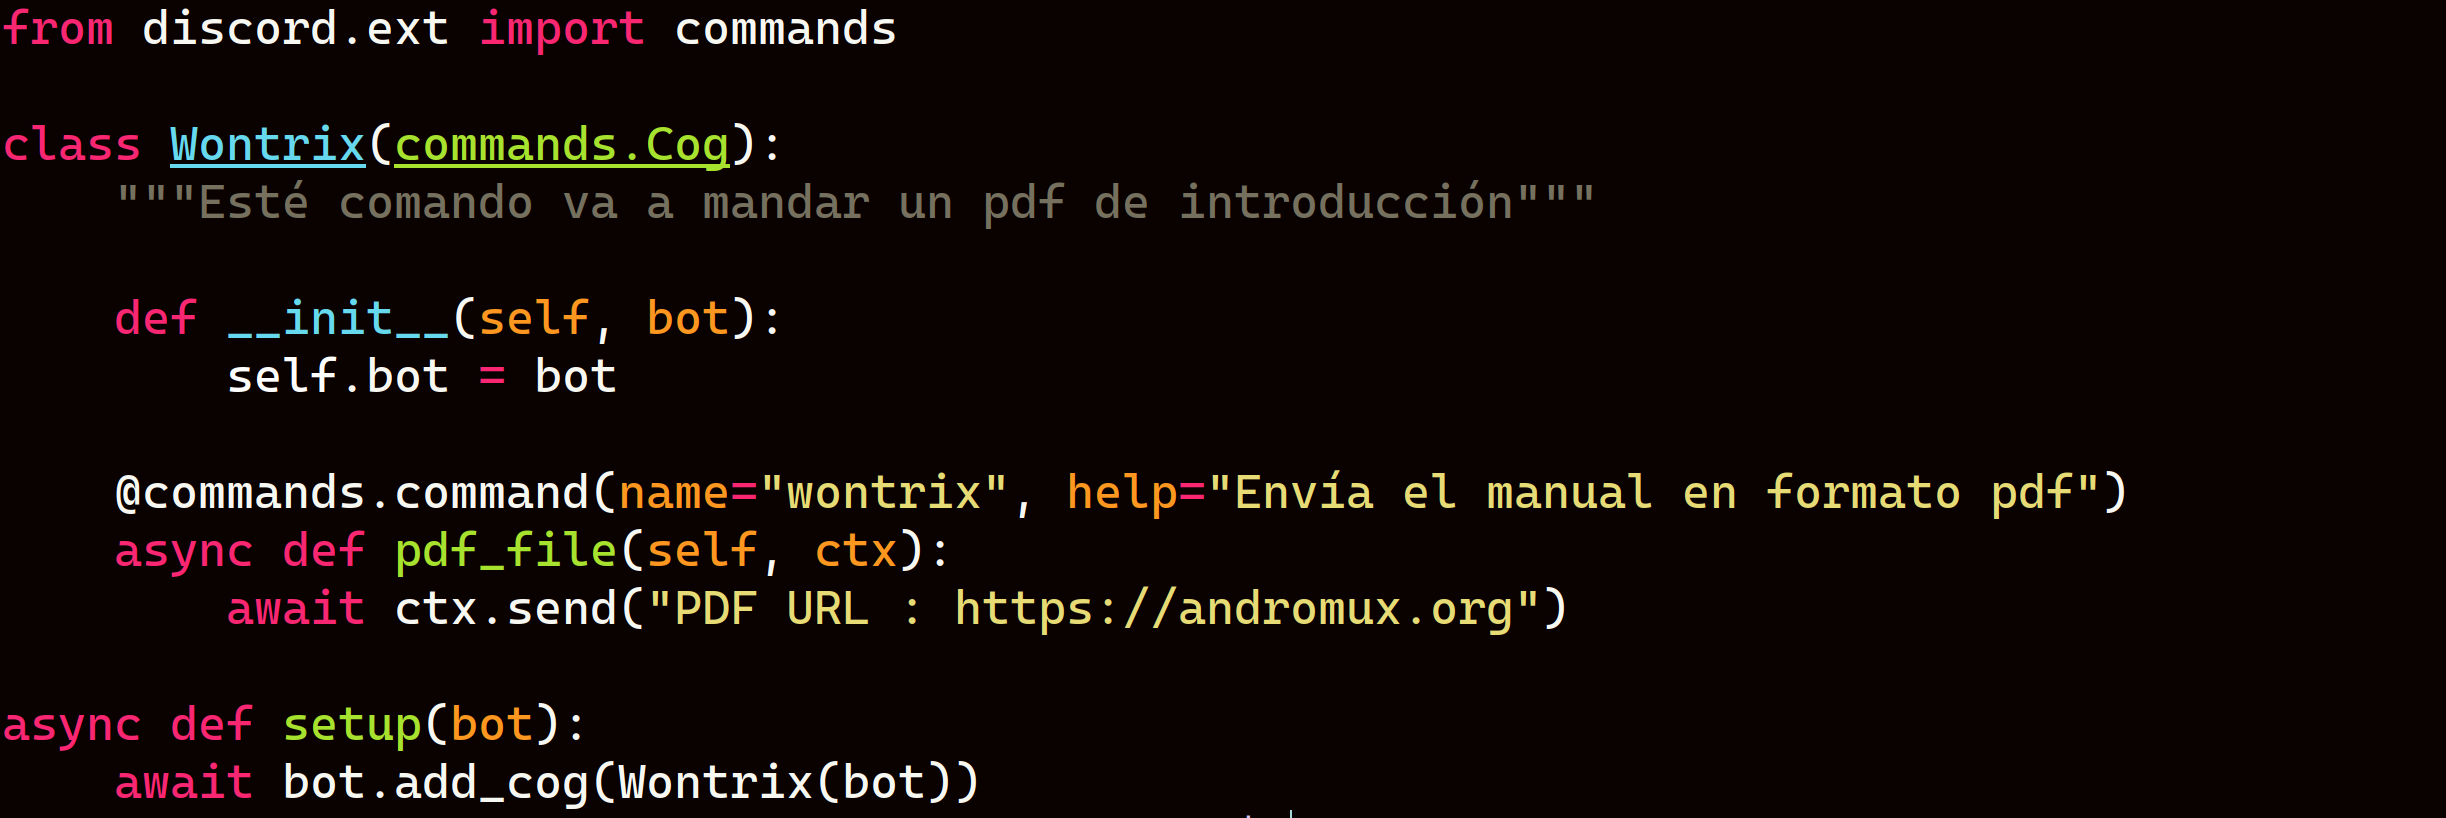 from discord.ext import commands
class Wontrix(commands.Cog):
"""Esté comando va a mandar un pdf de introducción"""
def __init__(self, bot):
self.bot = bot
@commands.command(name="wontrix", help="Envía el manual en formato pdf")
async def pdf_file(self, ctx):
await ctx.send("PDF URL : https://andromux.org")
async def setup(bot):
await bot.add_cog(Wontrix(bot))